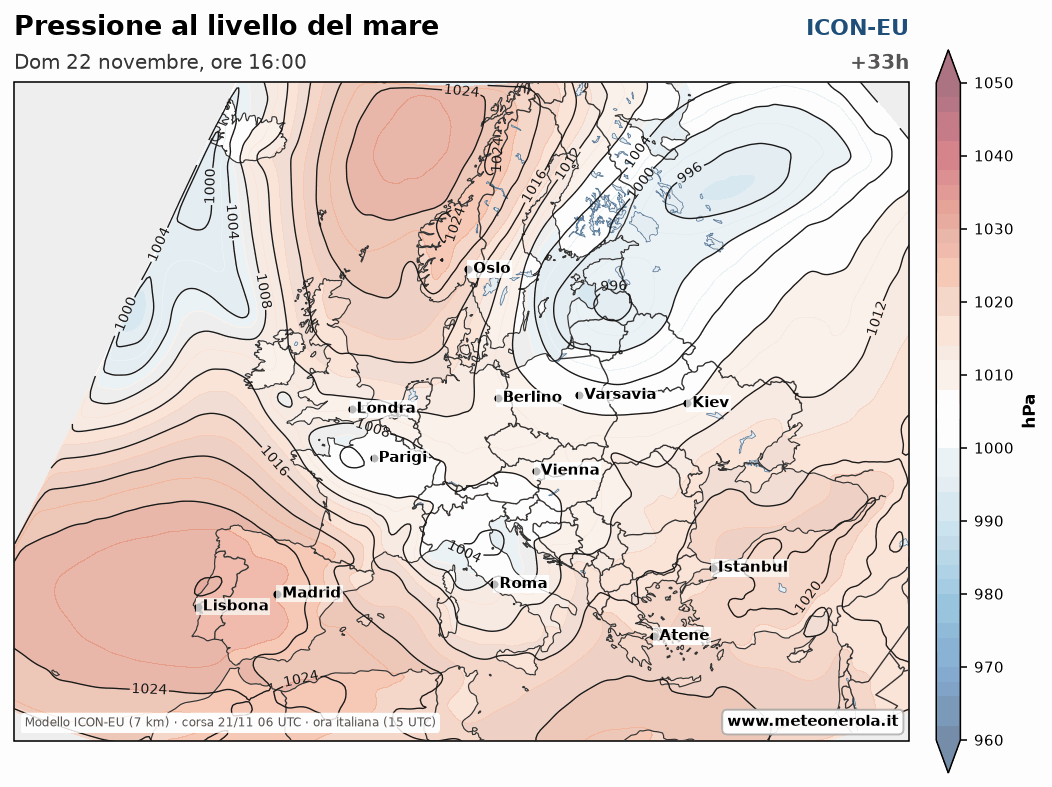 Pressione al livello del mare
ICON-EU
Dom 22 novembre, ore 16:00
+33h
1024
1024
1016
1012
1004
1000
996
1000
1004
1004
1024
Oslo
996
1008
1000
1012
Londra
Berlino
Varsavia
Kiev
1008
Parigi
1016
Vienna
1004
Roma
Istanbul
Madrid
Lisbona
1020
Atene
1024
1024
Modello ICON-EU (7 km) · corsa 21/11 06 UTC · ora italiana (15 UTC)
www.meteonerola.it
1050
1040
1030
1020
1010
1000
990
980
970
960
hPa